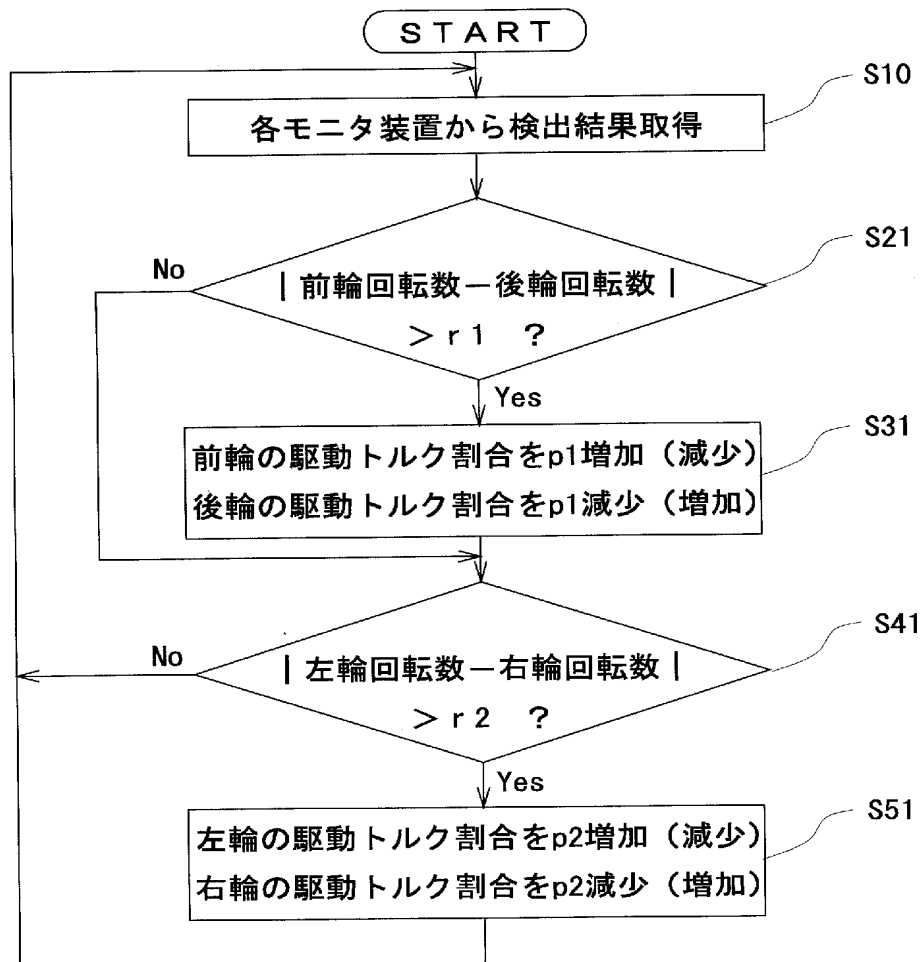 START
S10
各モニタ装置から検出結果取得
S21
No
|前輪回転数－後輪回転数|
＞r1 ?
Yes
S31
前輪の駆動トルク割合をp1増加（減少）
後輪の駆動トルク割合をp1減少（増加）
S41
No
|左輪回転数－右輪回転数|
＞r2 ?
Yes
S51
左輪の駆動トルク割合をp2増加（減少）
右輪の駆動トルク割合をp2減少（増加）